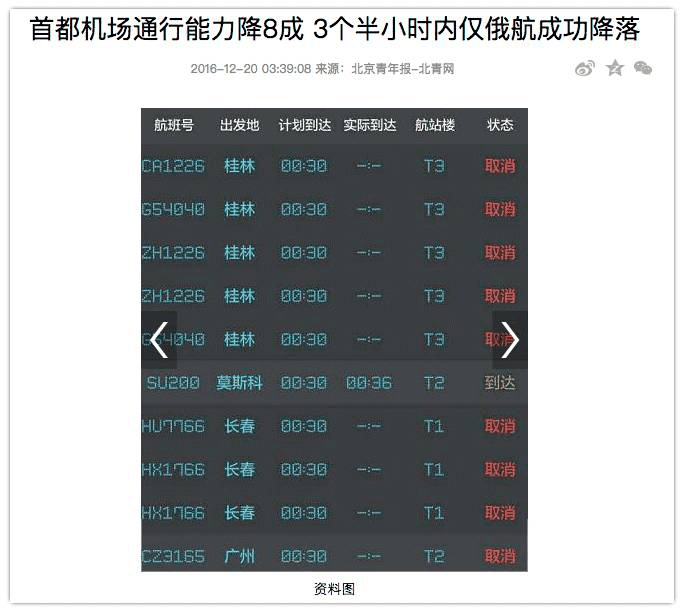 首都机场通行能力降8成 3个半小时内仅俄航成功降落
2016-12-20 03:39:08 来源：北京青年报-北青网
航班号 出发地 计划到达 实际到达 航站楼 状态
CA1226 桂林 00:30 --:-- T3 取消
G54040 桂林 00:30 --:-- T3 取消
ZH1226 桂林 00:30 --:-- T3 取消
ZH1226 桂林 00:30 --:-- T3 取消
G54040 桂林 00:30 --:-- T3 取消
SU200 莫斯科 00:30 00:36 T2 到达
HU7766 长春 00:30 --:-- T1 取消
HX1766 长春 00:30 --:-- T1 取消
HX1766 长春 00:30 --:-- T1 取消
CZ3165 广州 00:30 --:-- T2 取消
资料图